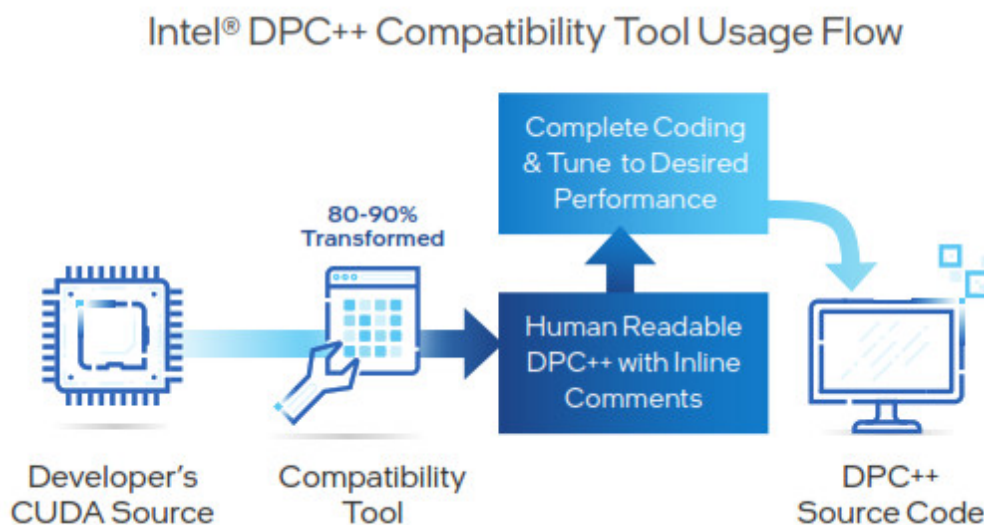 Intel® DPC++ Compatibility Tool Usage Flow
Complete Coding
& Tune to Desired
Performance
80-90%
Transformed
Human Readable
DPC++ with Inline
Comments
Developer's
CUDA Source
Compatibility
Tool
DPC++
Source Code